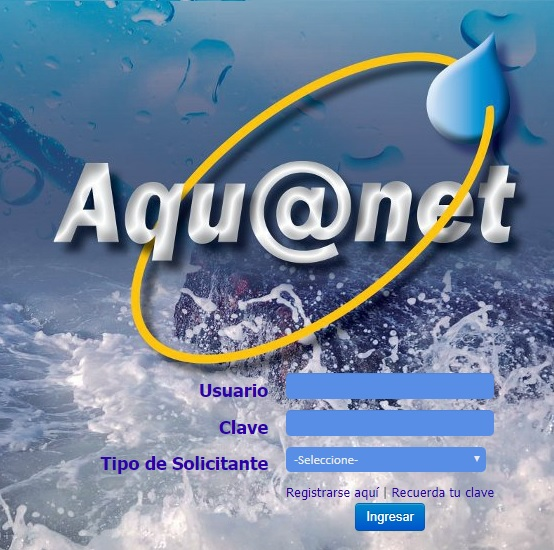 Aqu@net
Usuario
Clave
Tipo de Solicitante -Seleccione-
Registrarse aquí | Recuerda tu clave
Ingresar